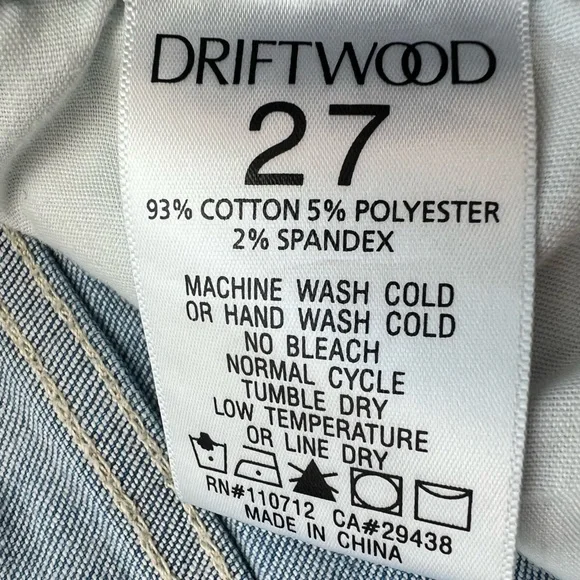 DRIFTWOOD
27
93% COTTON 5% POLYESTER
2% SPANDEX
MACHINE WASH COLD
OR HAND WASH COLD
NO BLEACH
NORMAL CYCLE
TUMBLE DRY
LOW TEMPERATURE
OR LINE DRY
RN#110712 CA#29438
MADE IN CHINA